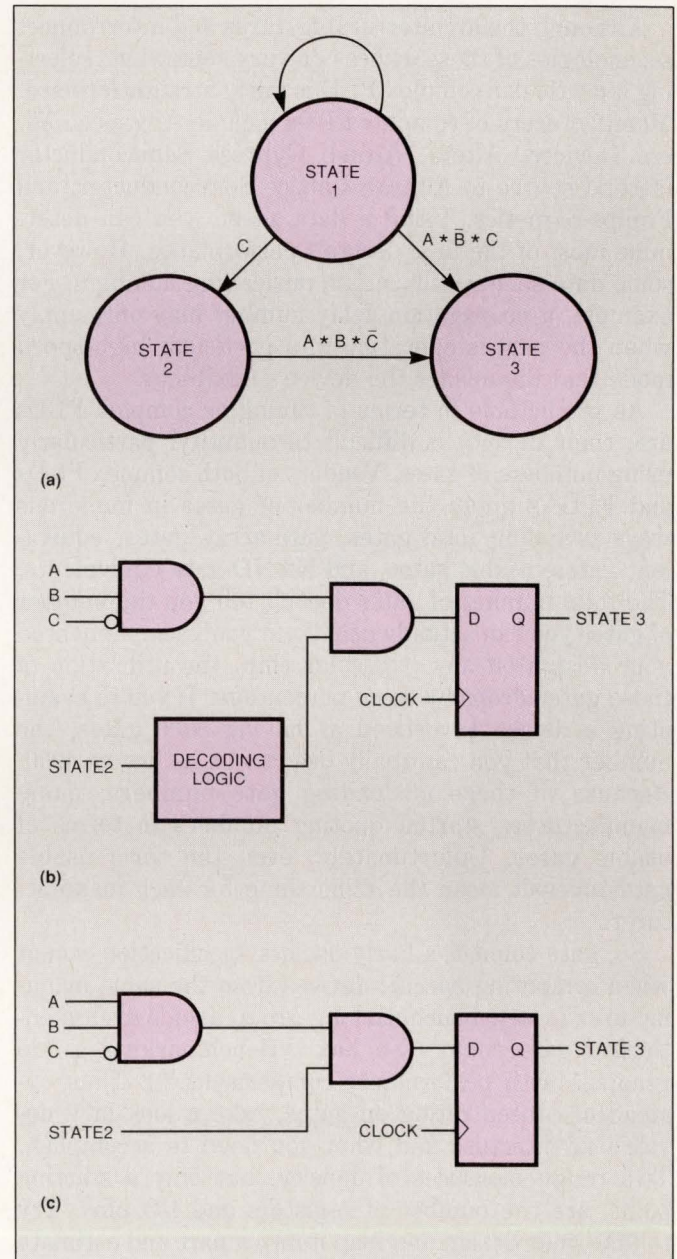 STATE
1
C
A * B̄ * C
STATE
2
A * B * C̄
STATE
3
(a)
A
B
C
D Q
STATE 3
CLOCK
STATE2
DECODING
LOGIC
(b)
A
B
C
D Q
STATE 3
STATE2
CLOCK
(c)